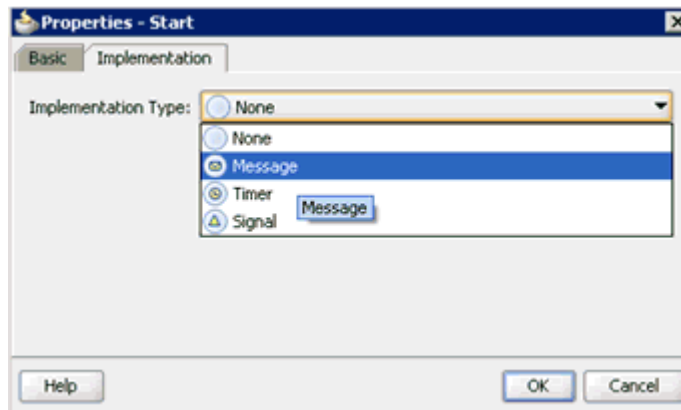 Properties - Start
Basic Implementation
Implementation Type: None
None
Message
Timer
Message
Signal
Help OK Cancel